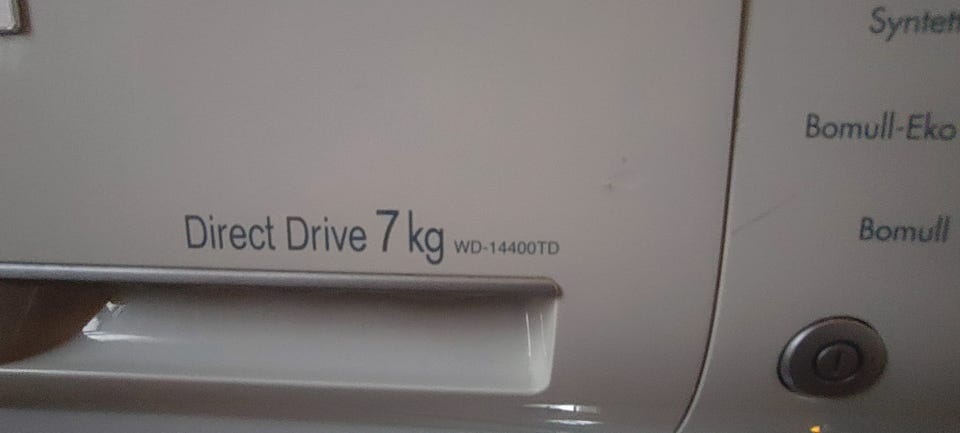 Bomull-Eko
Bomull
Direct Drive 7 kg WD-14400TD